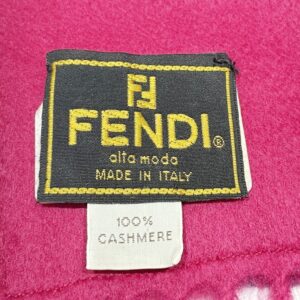 FF
FENDI®
alta moda
MADE IN ITALY
100%
CASHMERE